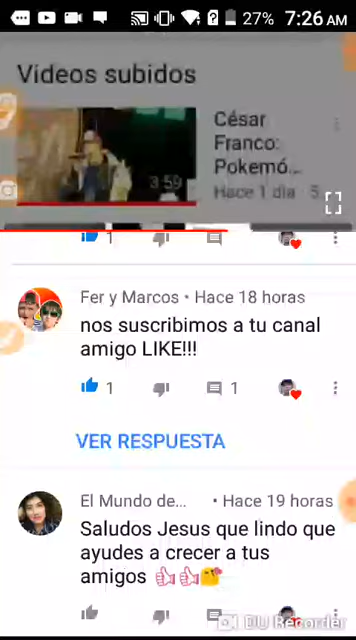 27% 7:26 AM
Videos subidos
César
Franco:
Pokemó...
3:59
Hace 1 día · 5
1
Fer y Marcos • Hace 18 horas
nos suscribimos a tu canal
amigo LIKE!!!
1 1
VER RESPUESTA
El Mundo de... • Hace 19 horas
Saludos Jesus que lindo que
ayudes a crecer a tus
amigos 👍👍😘
DU Recorder